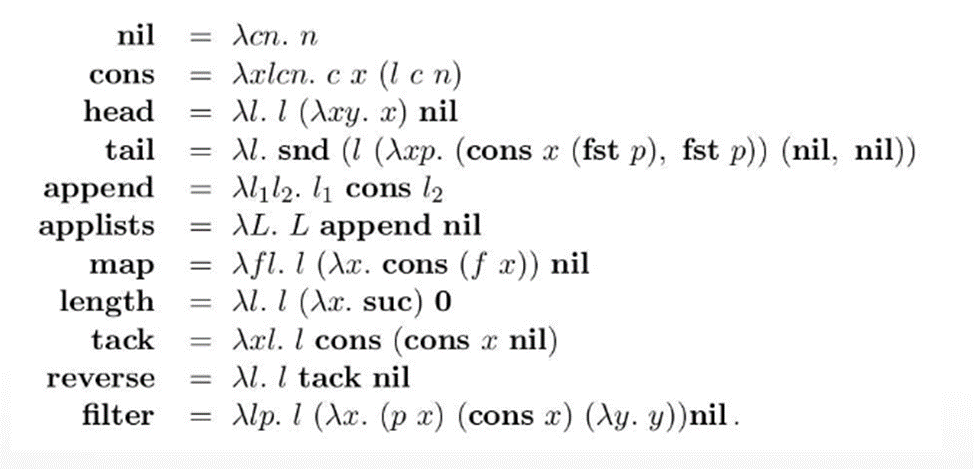 nil = λcn. n
cons = λxlcn. c x (l c n)
head = λl. l (λxy. x) nil
tail = λl. snd (l (λxp. (cons x (fst p), fst p)) (nil, nil))
append = λl₁l₂. l₁ cons l₂
applists = λL. L append nil
map = λfl. l (λx. cons (f x)) nil
length = λl. l (λx. suc) 0
tack = λxl. l cons (cons x nil)
reverse = λl. l tack nil
filter = λlp. l (λx. (p x) (cons x) (λy. y))nil.